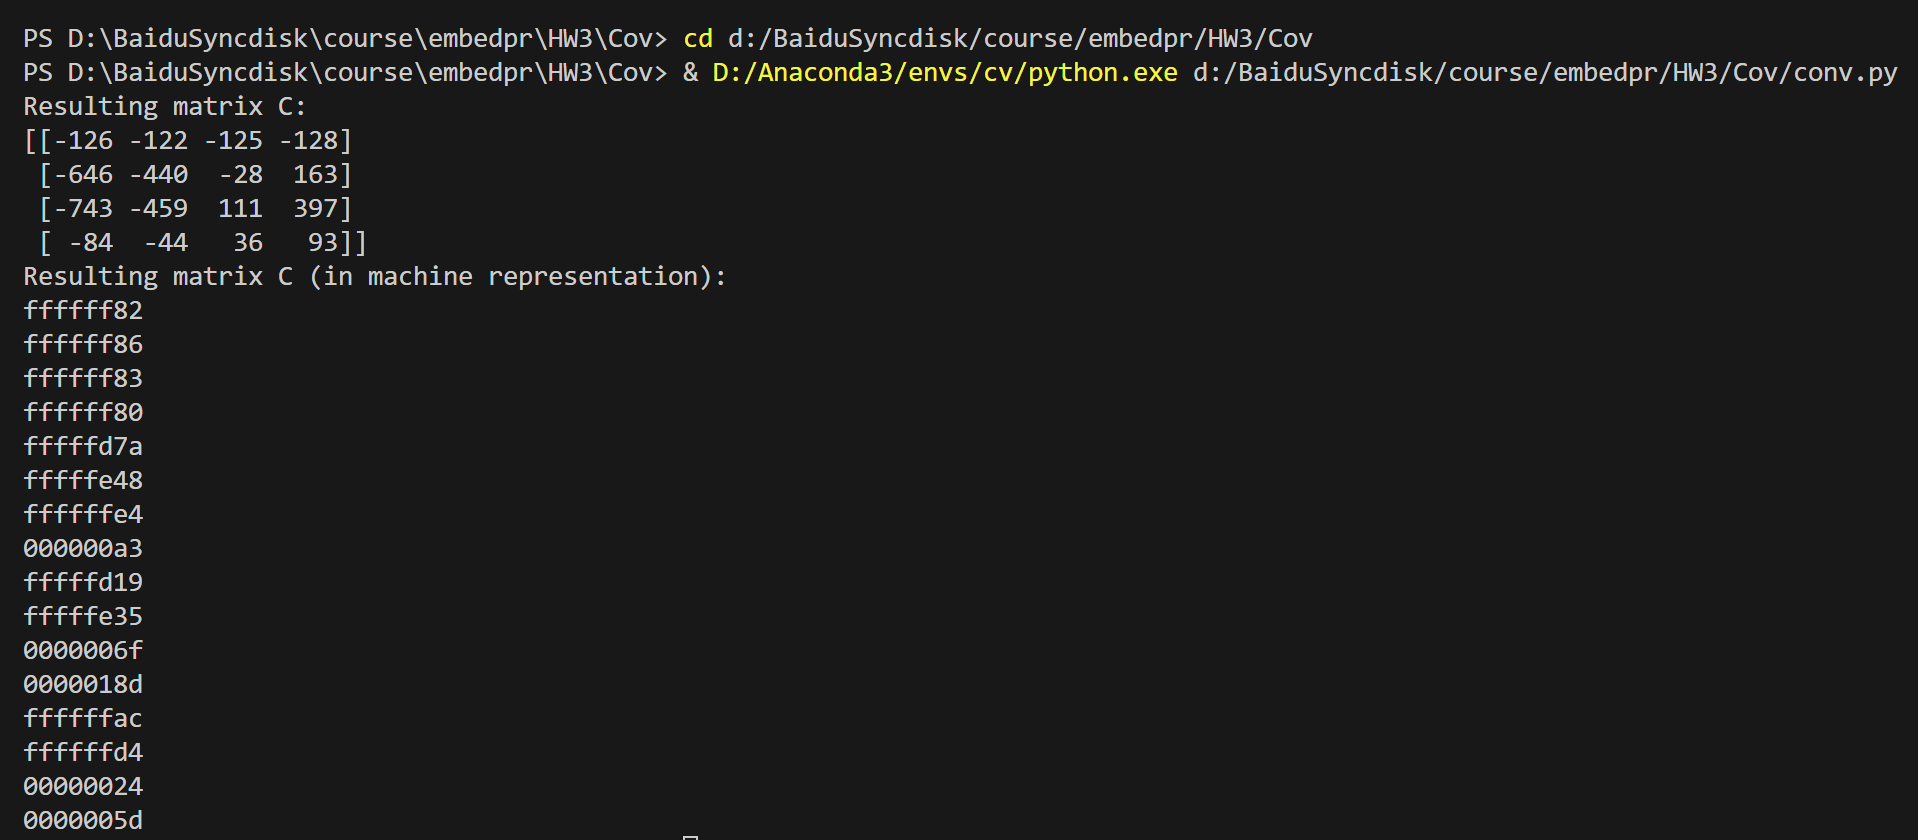 PS D:\BaiduSyncdisk\course\embedpr\HW3\Cov> cd d:/BaiduSyncdisk/course/embedpr/HW3/Cov
PS D:\BaiduSyncdisk\course\embedpr\HW3\Cov> & D:/Anaconda3/envs/cv/python.exe d:/BaiduSyncdisk/course/embedpr/HW3/Cov/conv.py
Resulting matrix C:
[[-126 -122 -125 -128]
 [-646 -440  -28  163]
 [-743 -459  111  397]
 [ -84  -44   36   93]]
Resulting matrix C (in machine representation):
ffffff82
ffffff86
ffffff83
ffffff80
fffffd7a
fffffe48
ffffffe4
000000a3
fffffd19
fffffe35
0000006f
0000018d
ffffffac
ffffffd4
00000024
0000005d